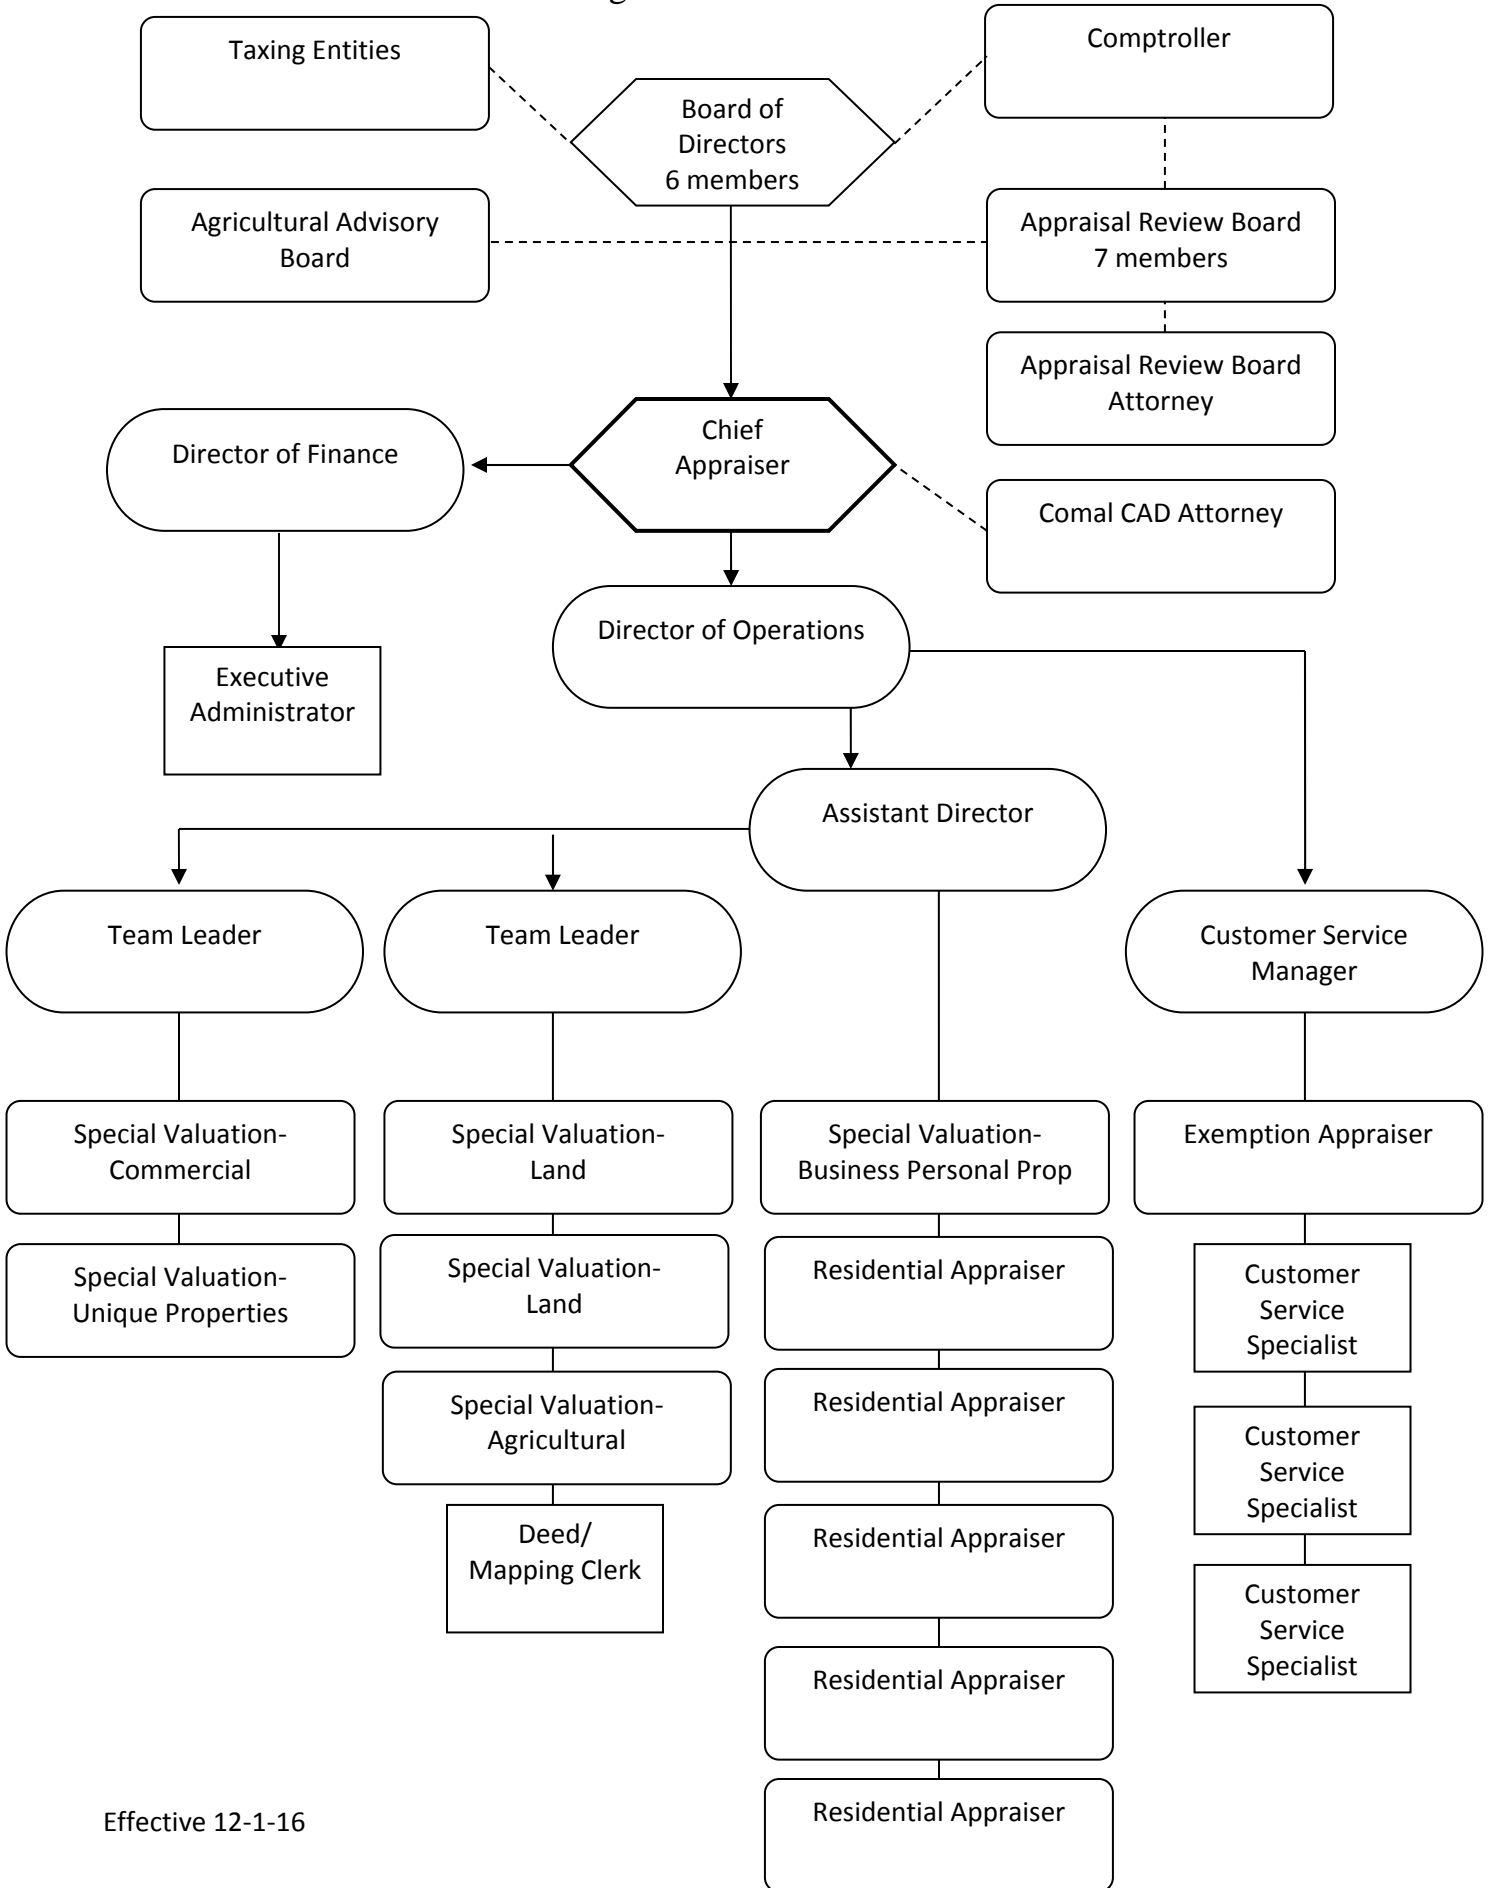 Taxing Entities
Comptroller
Board of
Directors
6 members
Agricultural Advisory
Board
Appraisal Review Board
7 members
Appraisal Review Board
Attorney
Chief
Appraiser
Director of Finance
Comal CAD Attorney
Director of Operations
Executive
Administrator
Assistant Director
Team Leader
Team Leader
Customer Service
Manager
Special Valuation-
Commercial
Special Valuation-
Land
Special Valuation-
Business Personal Prop
Exemption Appraiser
Special Valuation-
Unique Properties
Special Valuation-
Land
Residential Appraiser
Customer
Service
Specialist
Special Valuation-
Agricultural
Residential Appraiser
Customer
Service
Specialist
Deed/
Mapping Clerk
Residential Appraiser
Customer
Service
Specialist
Residential Appraiser
Residential Appraiser
Effective 12-1-16